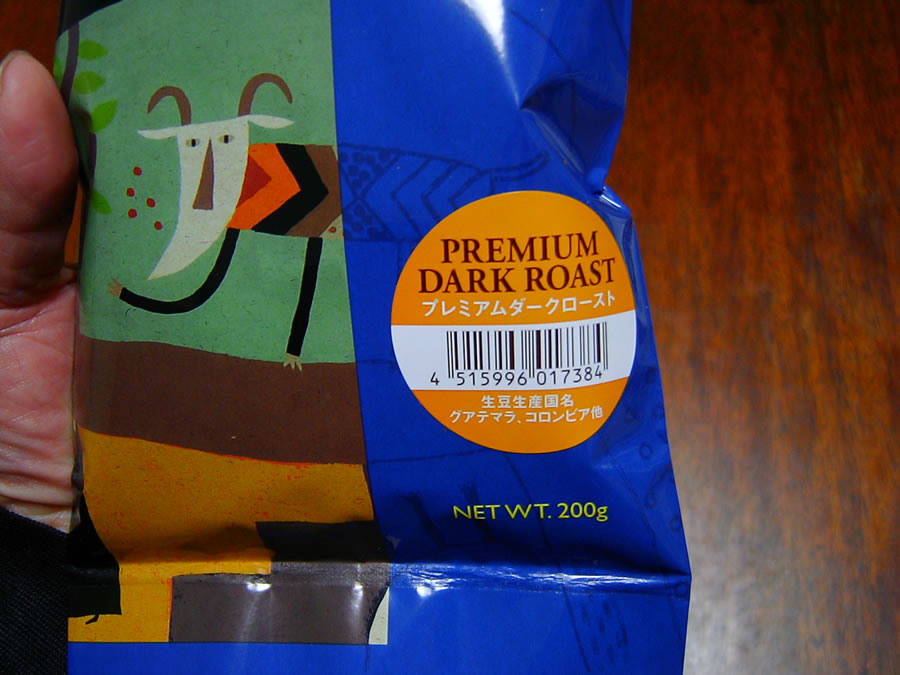 PREMIUM
DARK ROAST
プレミアムダークロースト
4 515996 017384
生豆生産国名
グアテマラ、コロンビア他
NET WT. 200g